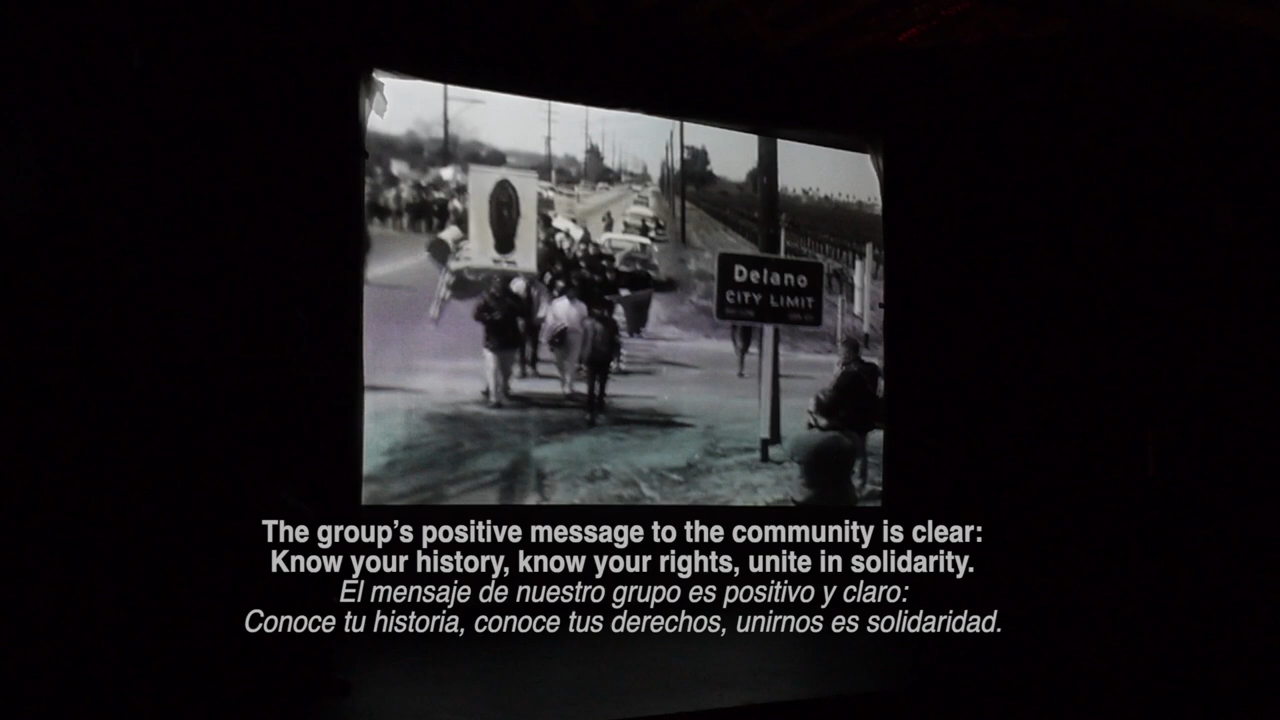 Delano
CITY LIMIT
The group's positive message to the community is clear:
Know your history, know your rights, unite in solidarity.
El mensaje de nuestro grupo es positivo y claro:
Conoce tu historia, conoce tus derechos, unirnos es solidaridad.